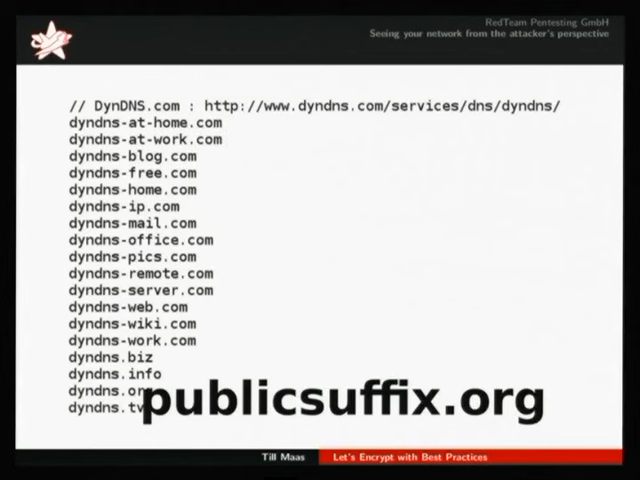 RedTeam Pentesting GmbH
Seeing your network from the attacker's perspective
// DynDNS.com : http://www.dyndns.com/services/dns/dyndns/
dyndns-at-home.com
dyndns-at-work.com
dyndns-blog.com
dyndns-free.com
dyndns-home.com
dyndns-ip.com
dyndns-mail.com
dyndns-office.com
dyndns-pics.com
dyndns-remote.com
dyndns-server.com
dyndns-web.com
dyndns-wiki.com
dyndns-work.com
dyndns.biz
dyndns.info
dyndns.org
dyndns.tv
publicsuffix.org
Till Maas
Let's Encrypt with Best Practices